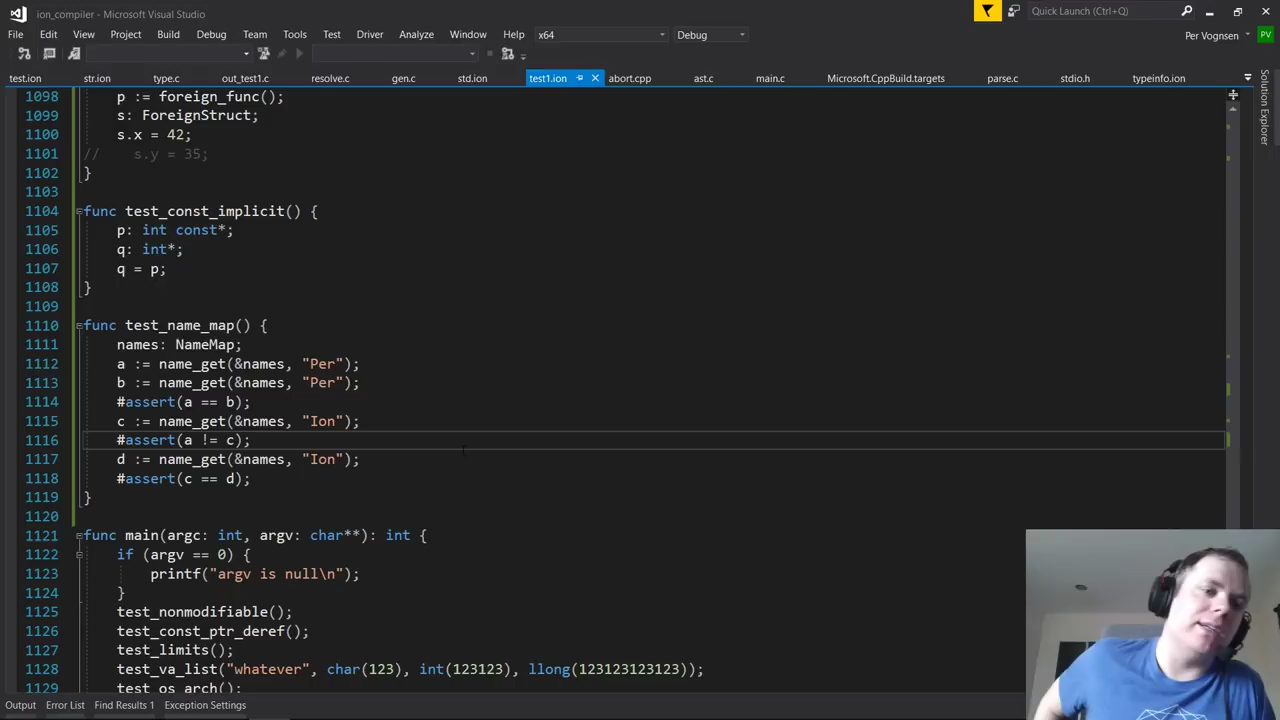 ion_compiler - Microsoft Visual Studio
Quick Launch (Ctrl+Q)
File Edit View Project Build Debug Team Tools Test Driver Analyze Window Help x64 Debug Per Vognsen PV
test.ion str.ion type.c out_test1.c resolve.c gen.c std.ion test1.ion abort.cpp ast.c main.c Microsoft.CppBuild.targets parse.c stdio.h typeinfo.ion
Solution Explorer
1098 p := foreign_func();
1099 s: ForeignStruct;
1100 s.x = 42;
1101 // s.y = 35;
1102 }
1103
1104 func test_const_implicit() {
1105 p: int const*;
1106 q: int*;
1107 q = p;
1108 }
1109
1110 func test_name_map() {
1111 names: NameMap;
1112 a := name_get(&names, "Per");
1113 b := name_get(&names, "Per");
1114 #assert(a == b);
1115 c := name_get(&names, "Ion");
1116 #assert(a != c);
1117 d := name_get(&names, "Ion");
1118 #assert(c == d);
1119 }
1120
1121 func main(argc: int, argv: char**): int {
1122 if (argv == 0) {
1123 printf("argv is null\n");
1124 }
1125 test_nonmodifiable();
1126 test_const_ptr_deref();
1127 test_limits();
1128 test_va_list("whatever", char(123), int(123123), llong(123123123123));
1129 test_os_arch();
Output Error List Find Results 1 Exception Settings